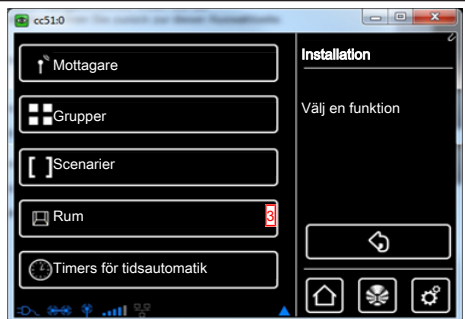 cc51:0
Mottagare
Grupper
Scenarier
Rum
3
Timers för tidsautomatik
Installation
Välj en funktion